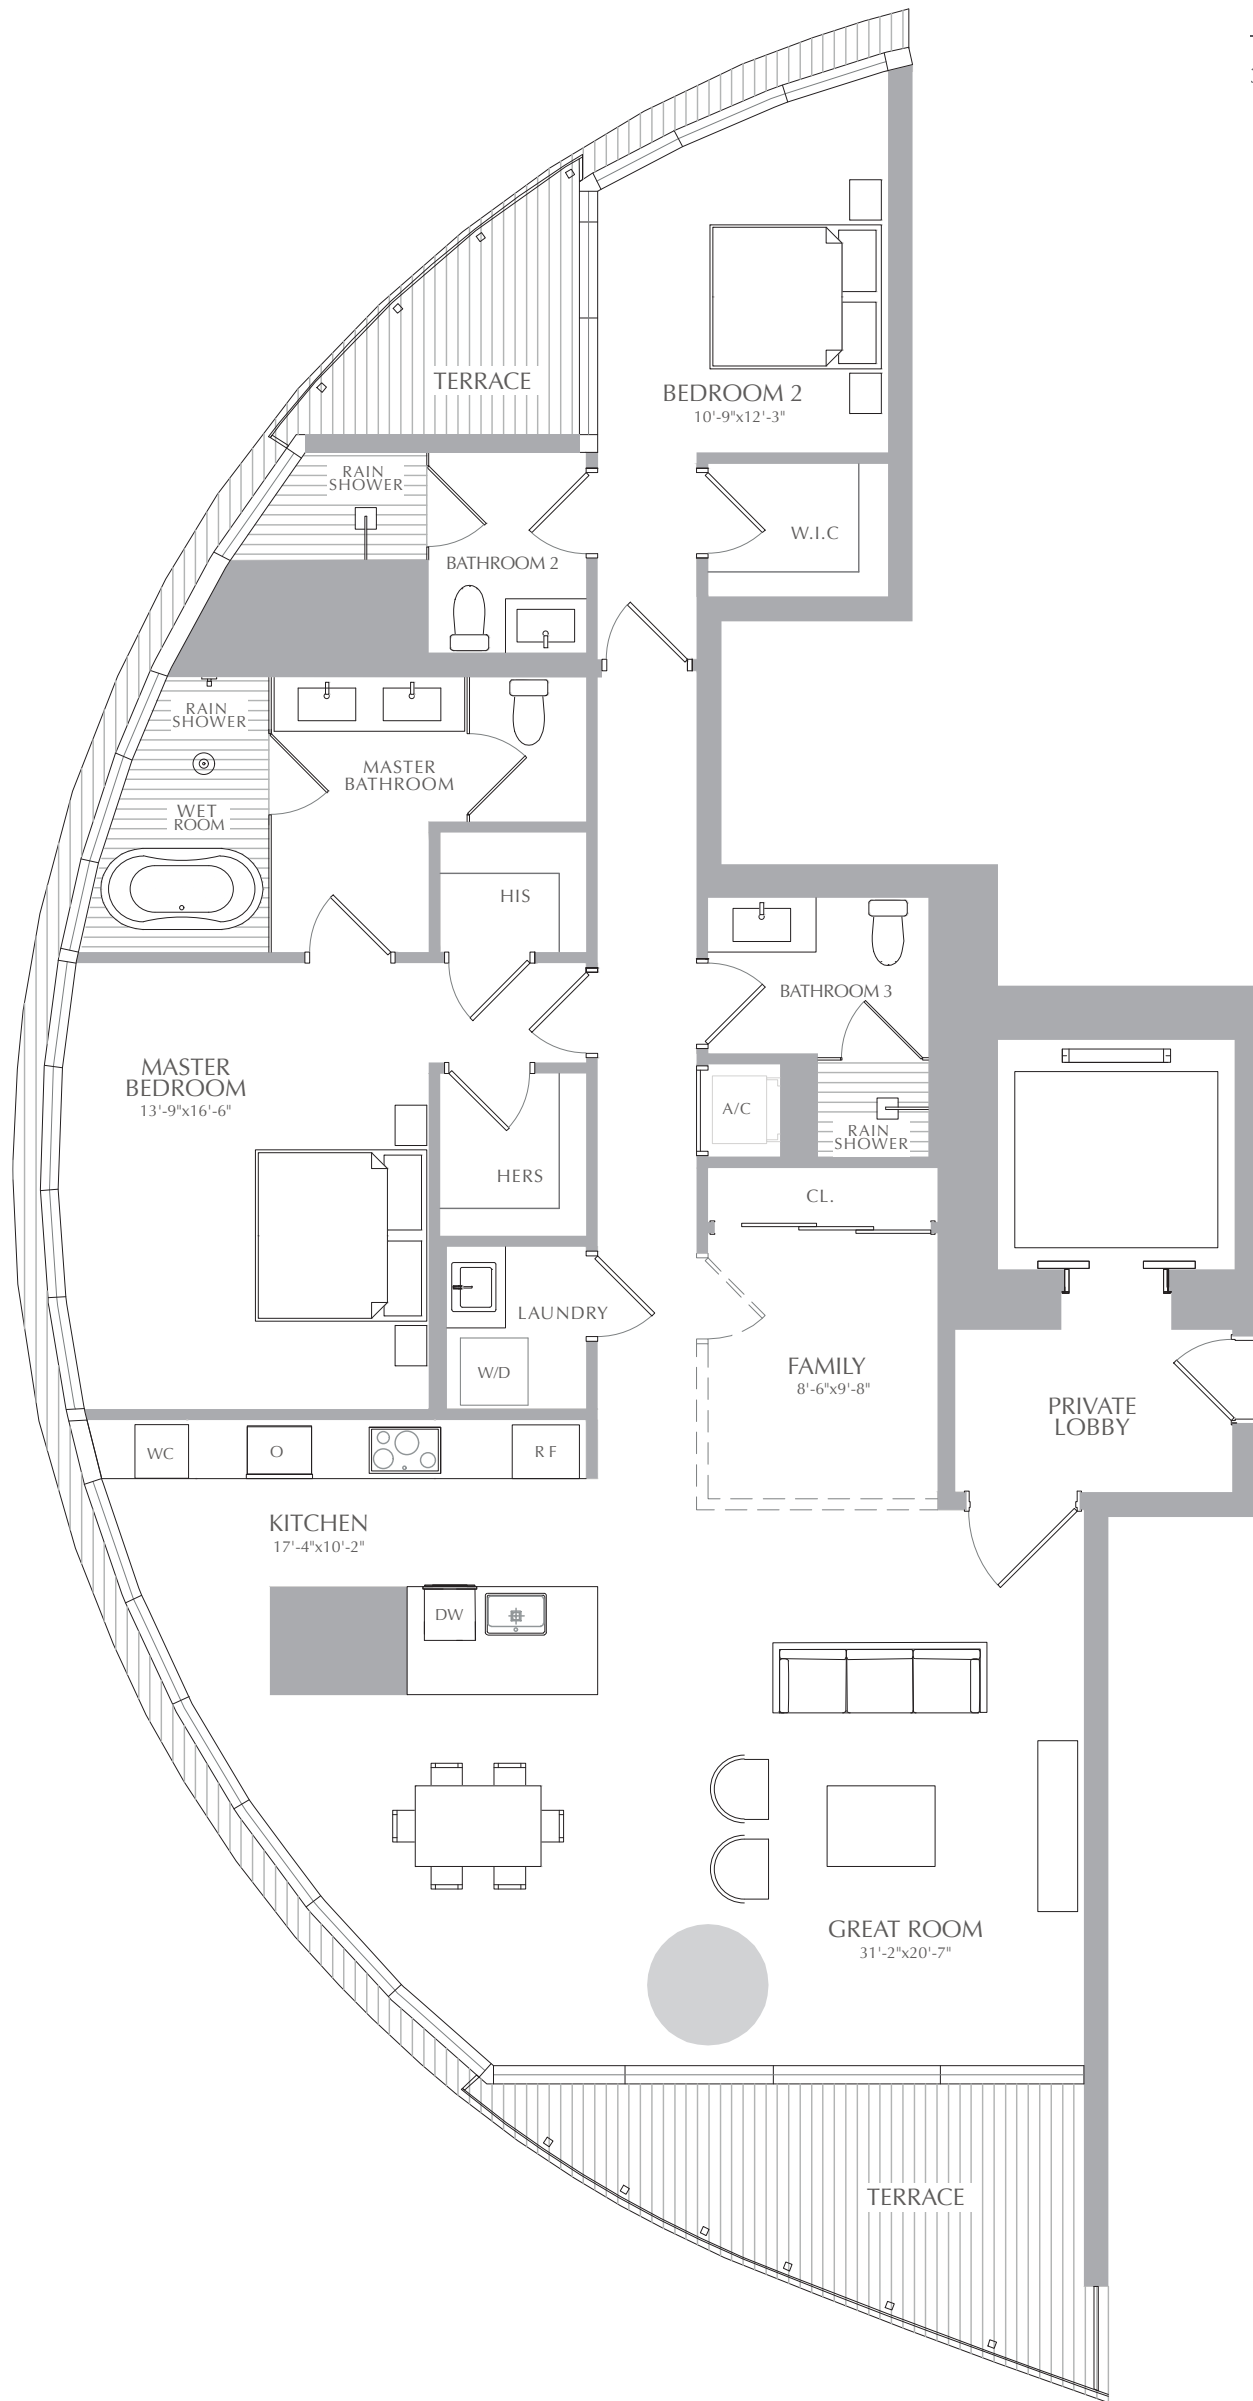 TERRACE
BEDROOM 2
10'-9"x12'-3"
RAIN
SHOWER
W.I.C
BATHROOM 2
RAIN
SHOWER
MASTER
BATHROOM
WET
ROOM
HIS
BATHROOM 3
MASTER
BEDROOM
13'-9"x16'-6"
A/C
RAIN
SHOWER
HERS
CL.
LAUNDRY
W/D
FAMILY
8'-6"x9'-8"
PRIVATE
LOBBY
WC
O
RF
KITCHEN
17'-4"x10'-2"
DW
GREAT ROOM
31'-2"x20'-7"
TERRACE